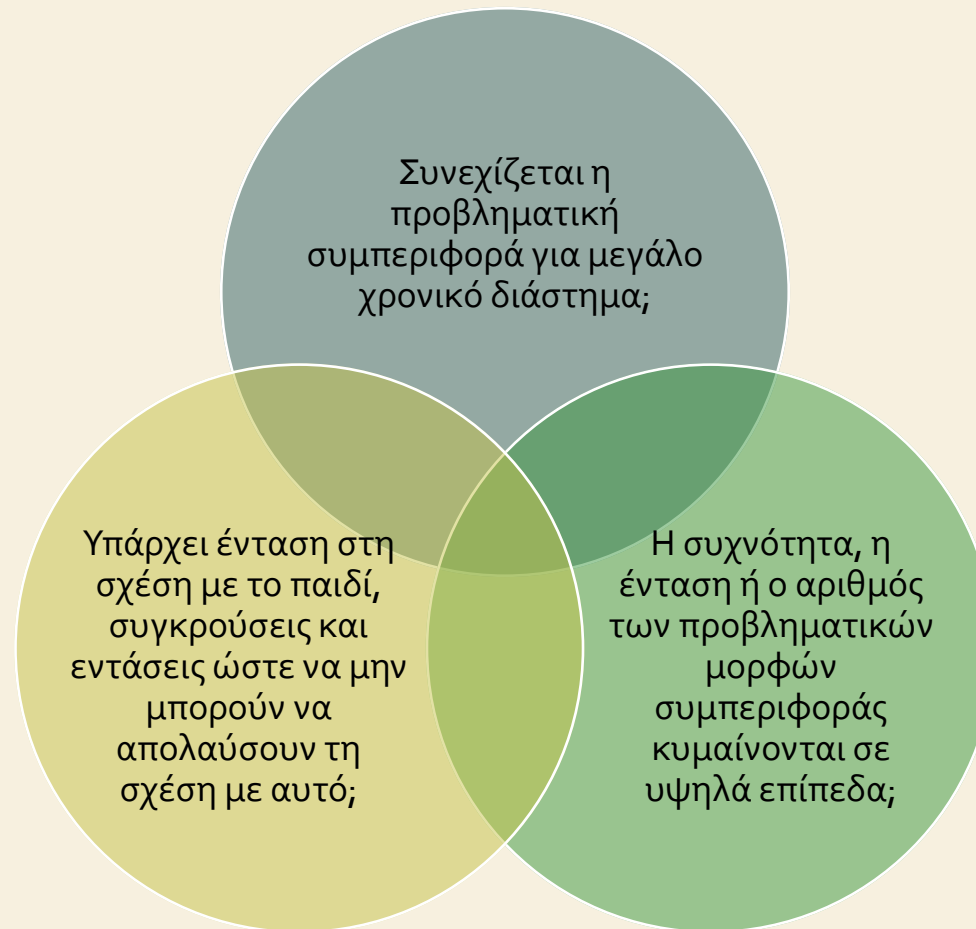 Συνεχίζεται η
προβληματική
συμπεριφορά για μεγάλο
χρονικό διάστημα;
Υπάρχει ένταση στη
σχέση με το παιδί,
συγκρούσεις και
εντάσεις ώστε να μην
μπορούν να
απολαύσουν τη
σχέση με αυτό;
Η συχνότητα, η
ένταση ή ο αριθμός
των προβληματικών
μορφών
συμπεριφοράς
κυμαίνονται σε
υψηλά επίπεδα;